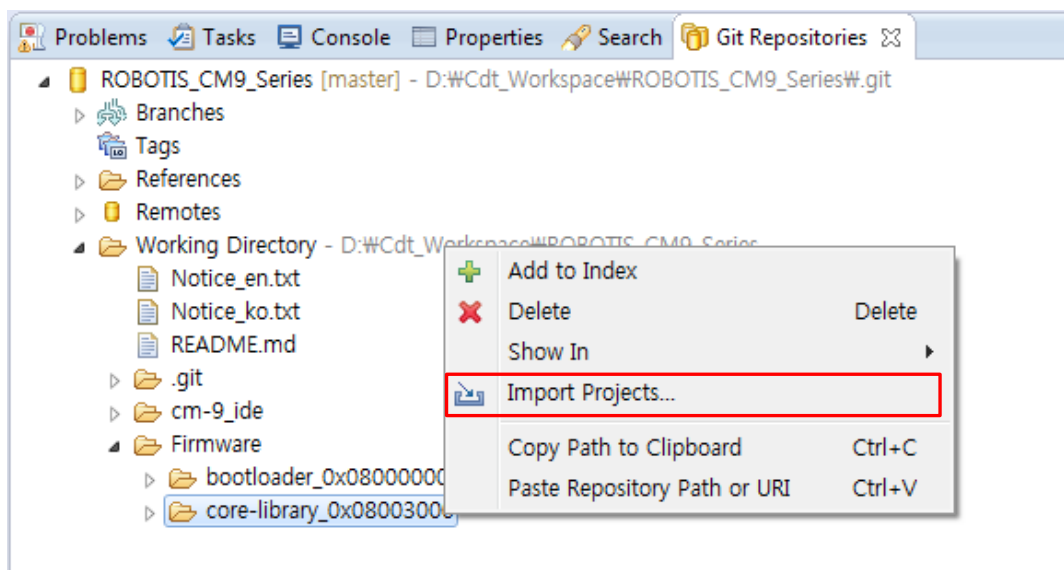 Problems Tasks Console Properties Search Git Repositories
ROBOTIS_CM9_Series [master] - D:₩Cdt_Workspace₩ROBOTIS_CM9_Series₩.git
Branches
Tags
References
Remotes
Working Directory - D:₩Cdt_Workspace₩ROBOTIS_CM9_Series
Notice_en.txt
Notice_ko.txt
README.md
.git
cm-9_ide
Firmware
bootloader_0x08000000
core-library_0x08003000
Add to Index
Delete Delete
Show In
Import Projects...
Copy Path to Clipboard Ctrl+C
Paste Repository Path or URI Ctrl+V